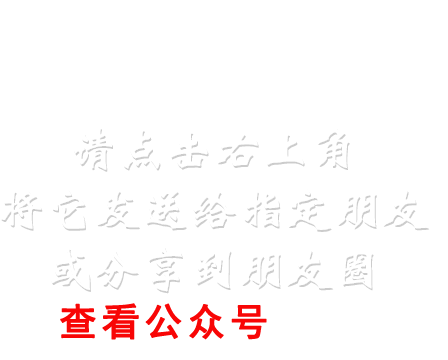 请点击右上角
将它发送给指定朋友
或分享到朋友圈
查看公众号